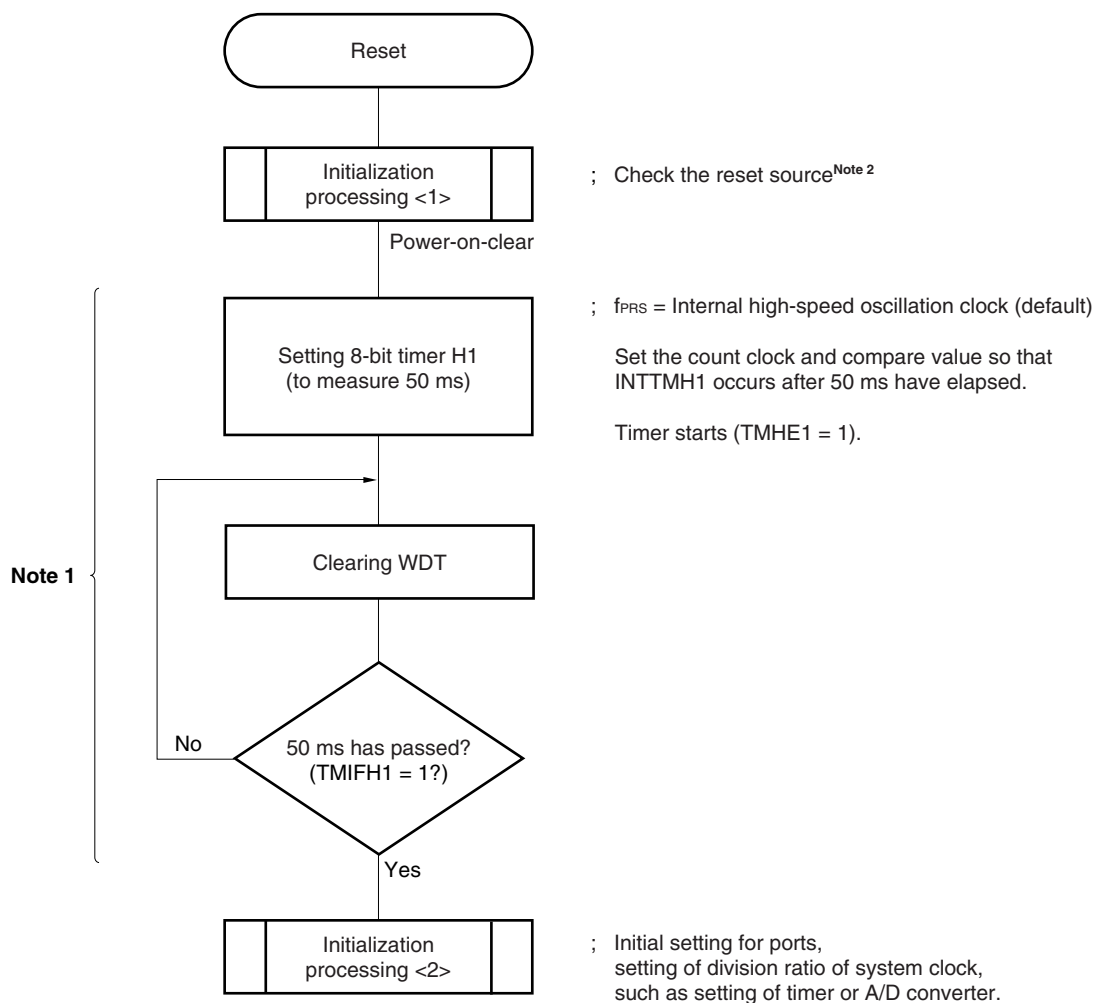 Reset
Initialization
processing <1>
; Check the reset sourceNote 2
Power-on-clear
Setting 8-bit timer H1
(to measure 50 ms)
; fPRS = Internal high-speed oscillation clock (default)
Set the count clock and compare value so that
INTTMH1 occurs after 50 ms have elapsed.
Timer starts (TMHE1 = 1).
Note 1
Clearing WDT
50 ms has passed?
(TMIFH1 = 1?)
No
Yes
Initialization
processing <2>
; Initial setting for ports,
setting of division ratio of system clock,
such as setting of timer or A/D converter.